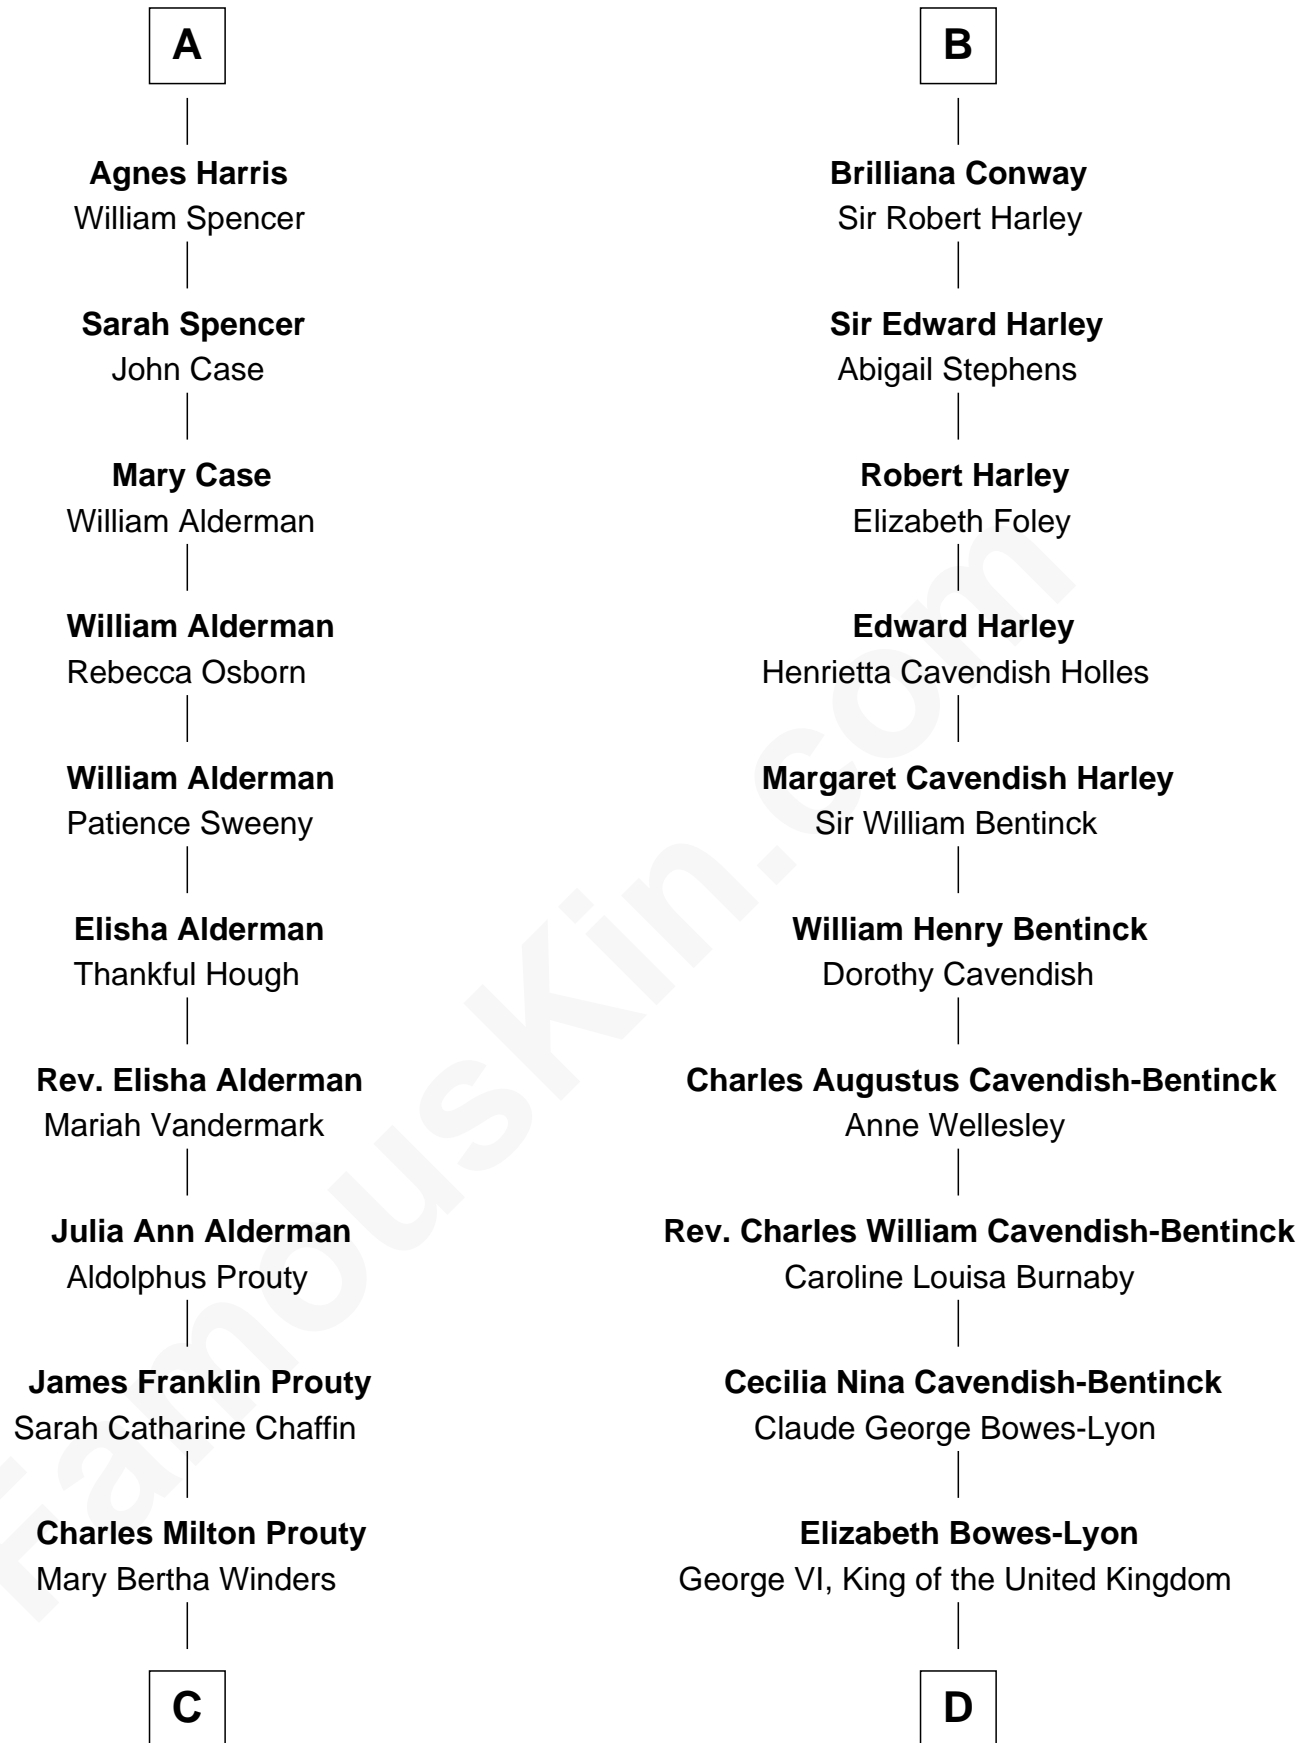 A
Agnes Harris
William Spencer
Sarah Spencer
John Case
Mary Case
William Alderman
William Alderman
Rebecca Osborn
William Alderman
Patience Sweeny
Elisha Alderman
Thankful Hough
Rev. Elisha Alderman
Mariah Vandermark
Julia Ann Alderman
Aldolphus Prouty
James Franklin Prouty
Sarah Catharine Chaffin
Charles Milton Prouty
Mary Bertha Winders
C
B
Brilliana Conway
Sir Robert Harley
Sir Edward Harley
Abigail Stephens
Robert Harley
Elizabeth Foley
Edward Harley
Henrietta Cavendish Holles
Margaret Cavendish Harley
Sir William Bentinck
William Henry Bentinck
Dorothy Cavendish
Charles Augustus Cavendish-Bentinck
Anne Wellesley
Rev. Charles William Cavendish-Bentinck
Caroline Louisa Burnaby
Cecilia Nina Cavendish-Bentinck
Claude George Bowes-Lyon
Elizabeth Bowes-Lyon
George VI, King of the United Kingdom
D
FamousKin.com